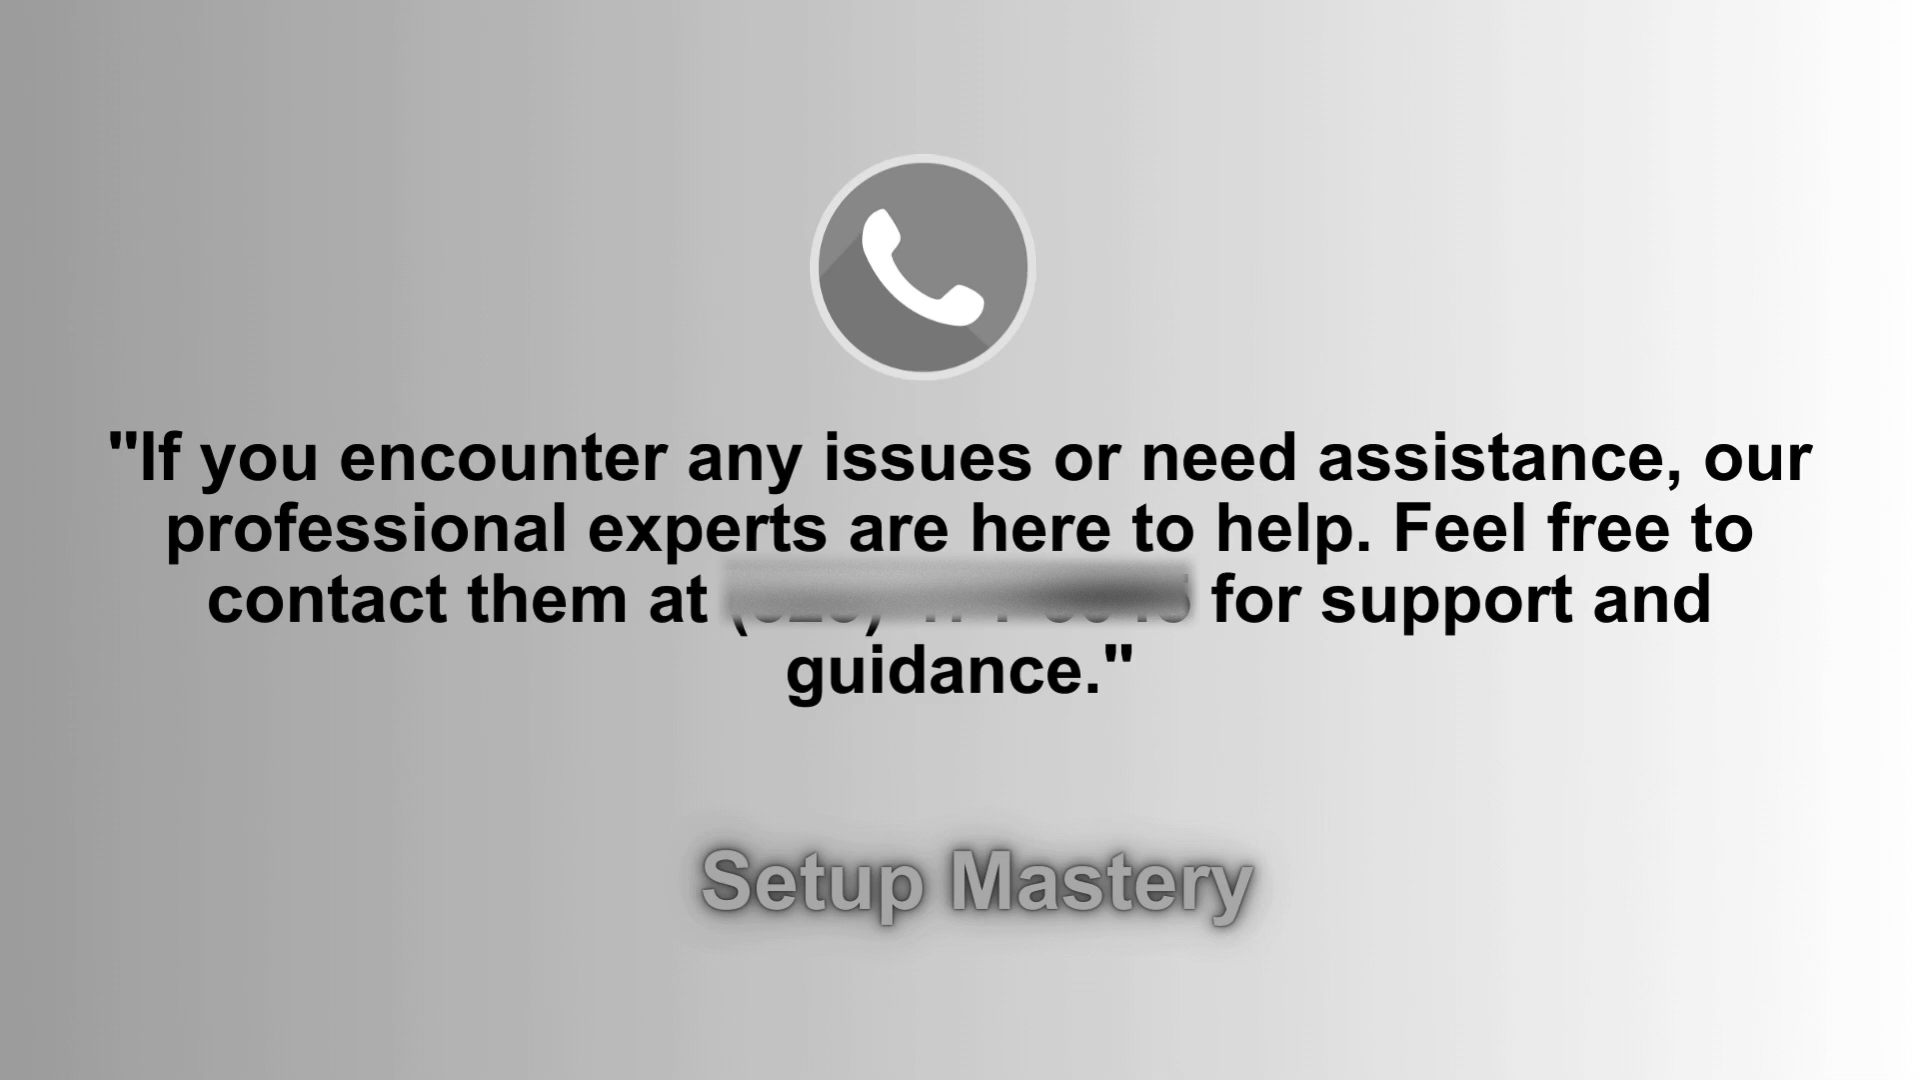 "If you encounter any issues or need assistance, our
professional experts are here to help. Feel free to
contact them at for support and
guidance."
Setup Mastery